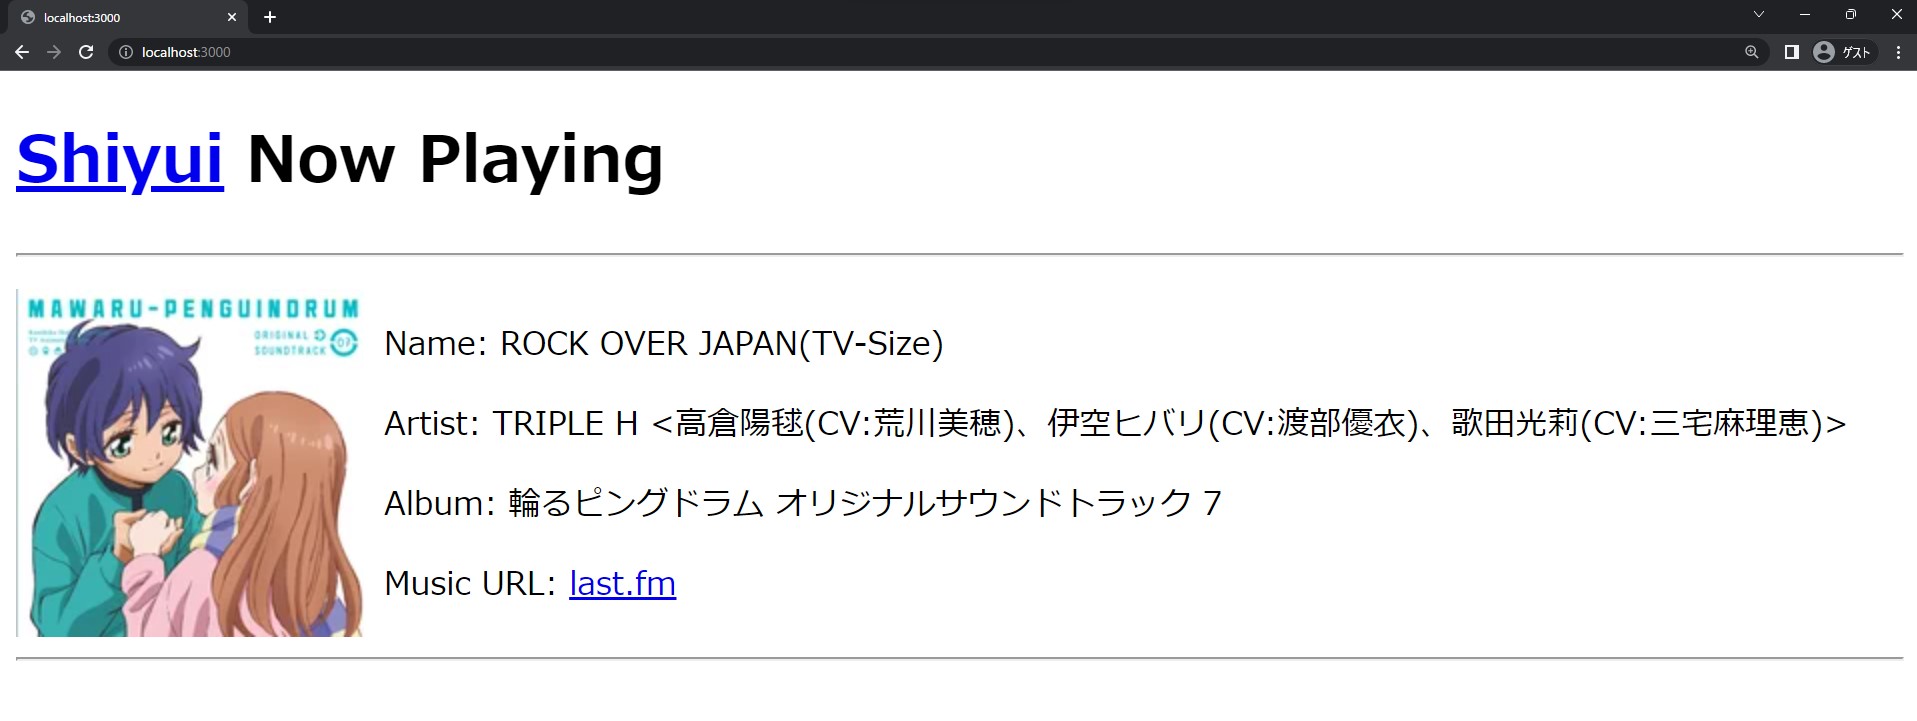 localhost:3000
localhost:3000
ゲスト
Shiyui Now Playing
MAWARU-PENGUINDRUM
ORIGINAL
SOUNDTRACK 07
Name: ROCK OVER JAPAN(TV-Size)
Artist: TRIPLE H <高倉陽毬(CV:荒川美穂)、伊空ヒバリ(CV:渡部優衣)、歌田光莉(CV:三宅麻理恵)>
Album: 輪るピングドラム オリジナルサウンドトラック 7
Music URL: last.fm